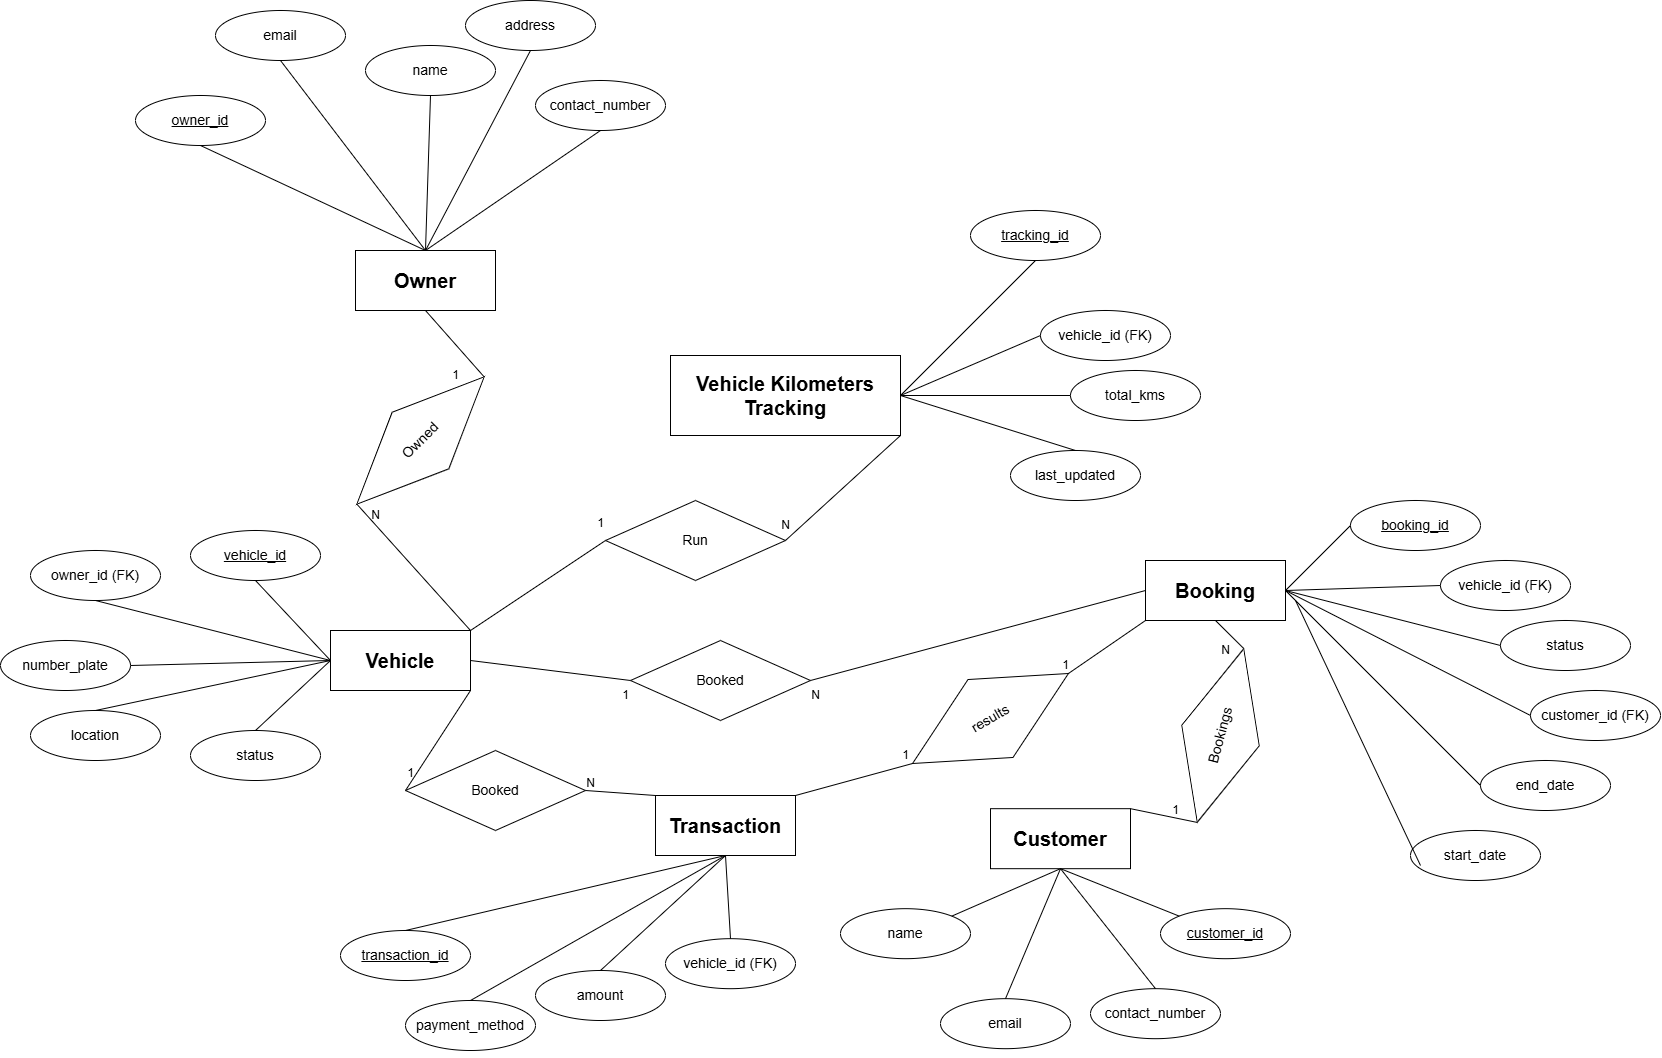 address
email
name
contact_number
owner_id
Owner
tracking_id
vehicle_id (FK)
total_kms
last_updated
Vehicle Kilometers
Tracking
1
Owned
N
1
Run
N
booking_id
vehicle_id (FK)
status
customer_id (FK)
end_date
start_date
Booking
vehicle_id
owner_id (FK)
number_plate
location
status
Vehicle
1
Booked
N
1
results
1
N
Bookings
1
1
Booked
N
Transaction
transaction_id
payment_method
amount
vehicle_id (FK)
Customer
name
email
contact_number
customer_id